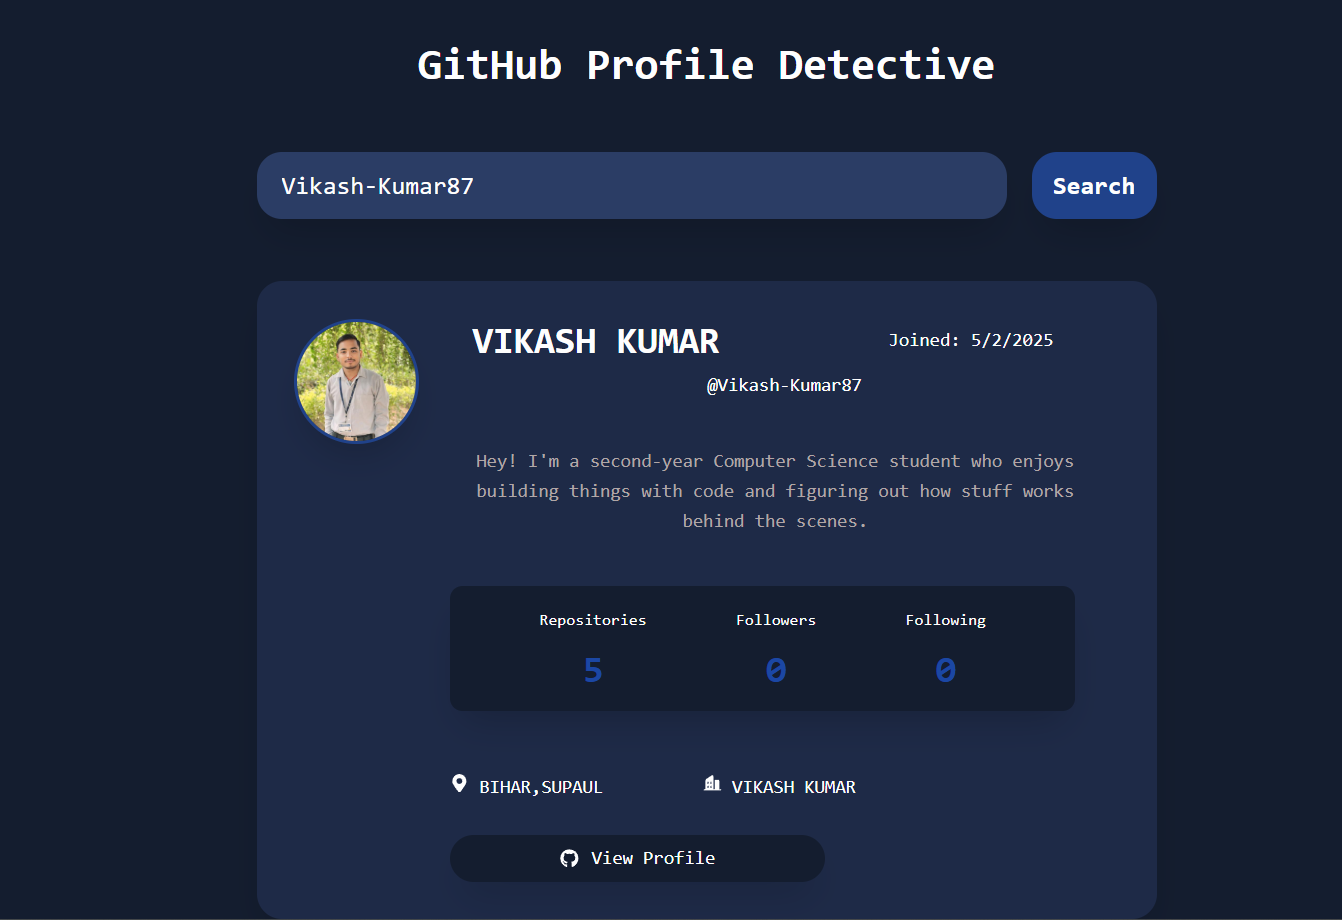 GitHub Profile Detective
Vikash-Kumar87
Search
VIKASH KUMAR
Joined: 5/2/2025
@Vikash-Kumar87
Hey! I'm a second-year Computer Science student who enjoys
building things with code and figuring out how stuff works
behind the scenes.
Repositories
Followers
Following
5
0
0
BIHAR,SUPAUL
VIKASH KUMAR
View Profile